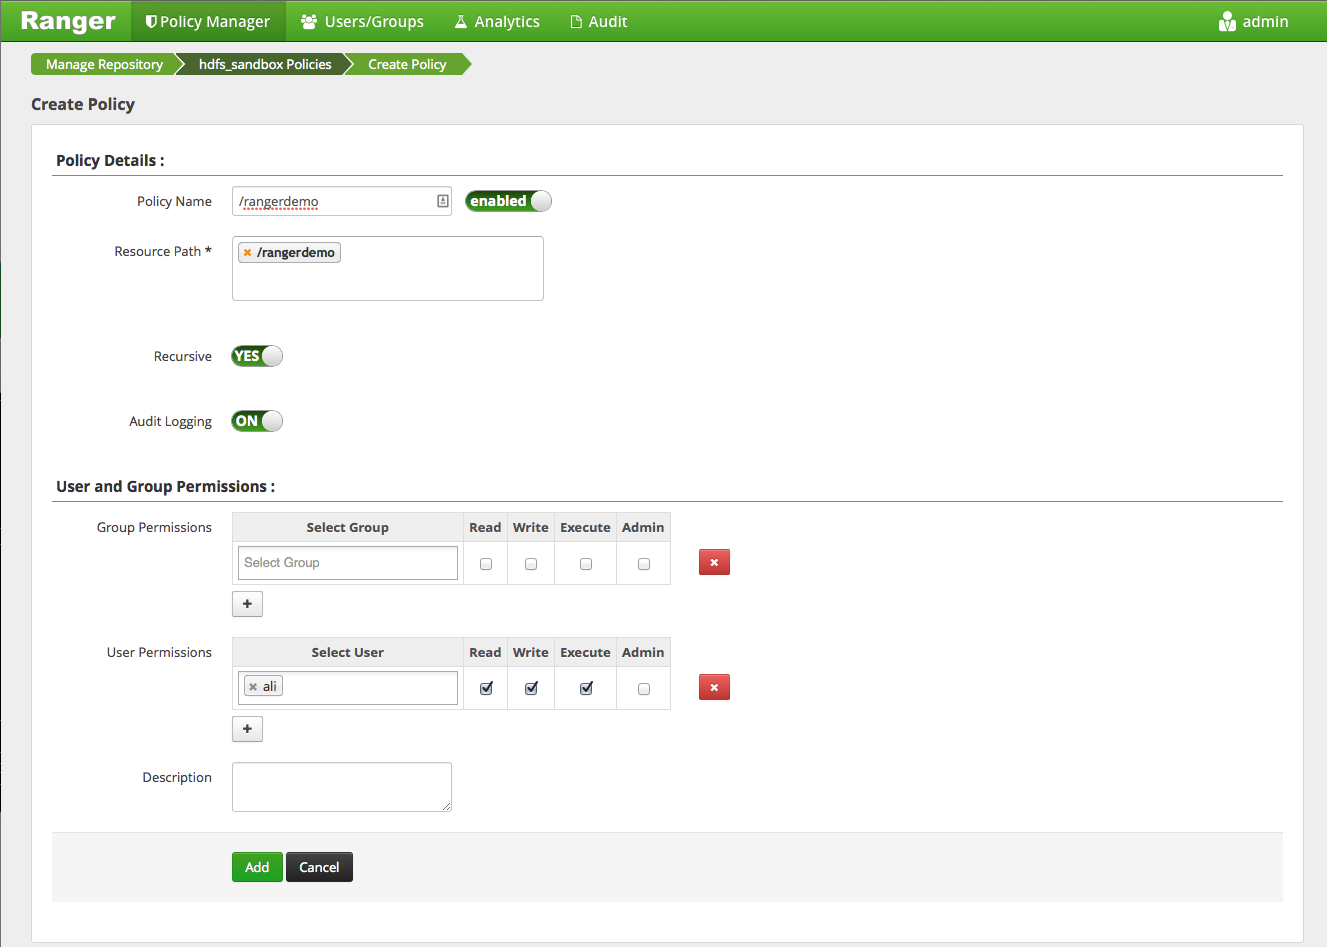 Ranger Policy Manager Users/Groups Analytics Audit admin
Manage Repository hdfs_sandbox Policies Create Policy
Create Policy
Policy Details :
Policy Name /rangerdemo enabled
Resource Path * /rangerdemo
Recursive YES
Audit Logging ON
User and Group Permissions :
Group Permissions Select Group Read Write Execute Admin
Select Group
+
User Permissions Select User Read Write Execute Admin
ali
+
Description
Add Cancel